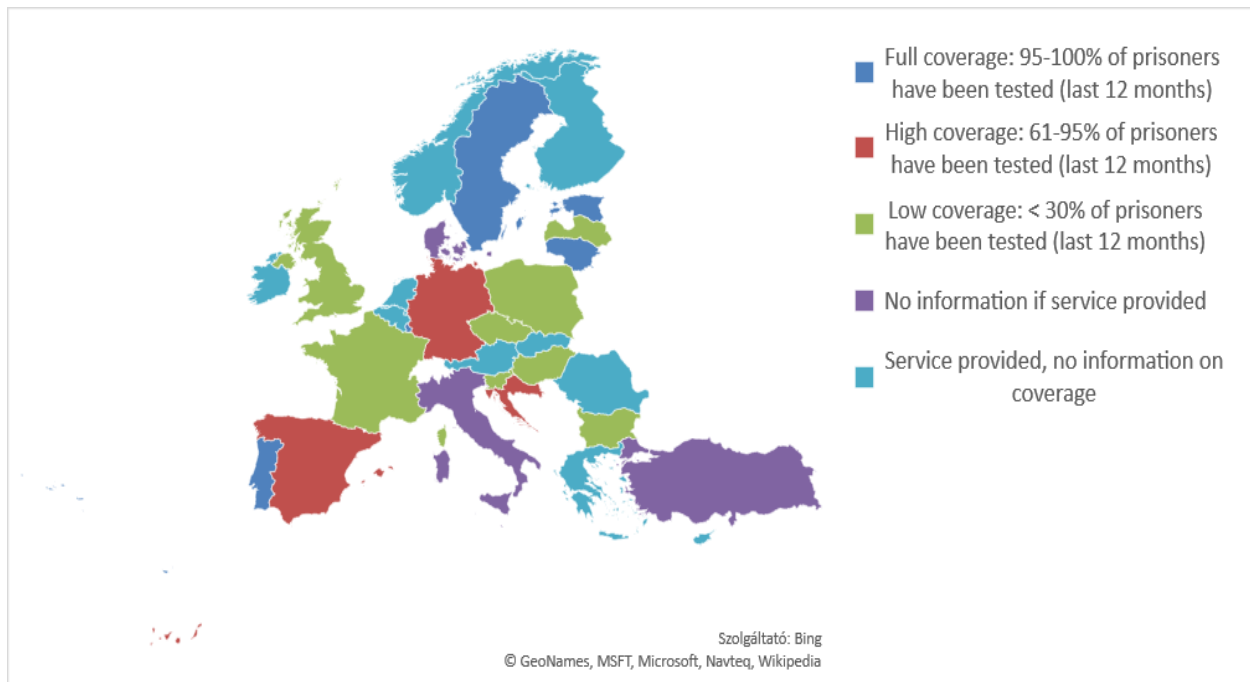 Full coverage: 95-100% of prisoners
have been tested (last 12 months)
High coverage: 61-95% of prisoners
have been tested (last 12 months)
Low coverage: < 30% of prisoners
have been tested (last 12 months)
No information if service provided
Service provided, no information on
coverage
Szolgáltató: Bing
© GeoNames, MSFT, Microsoft, Navteq, Wikipedia